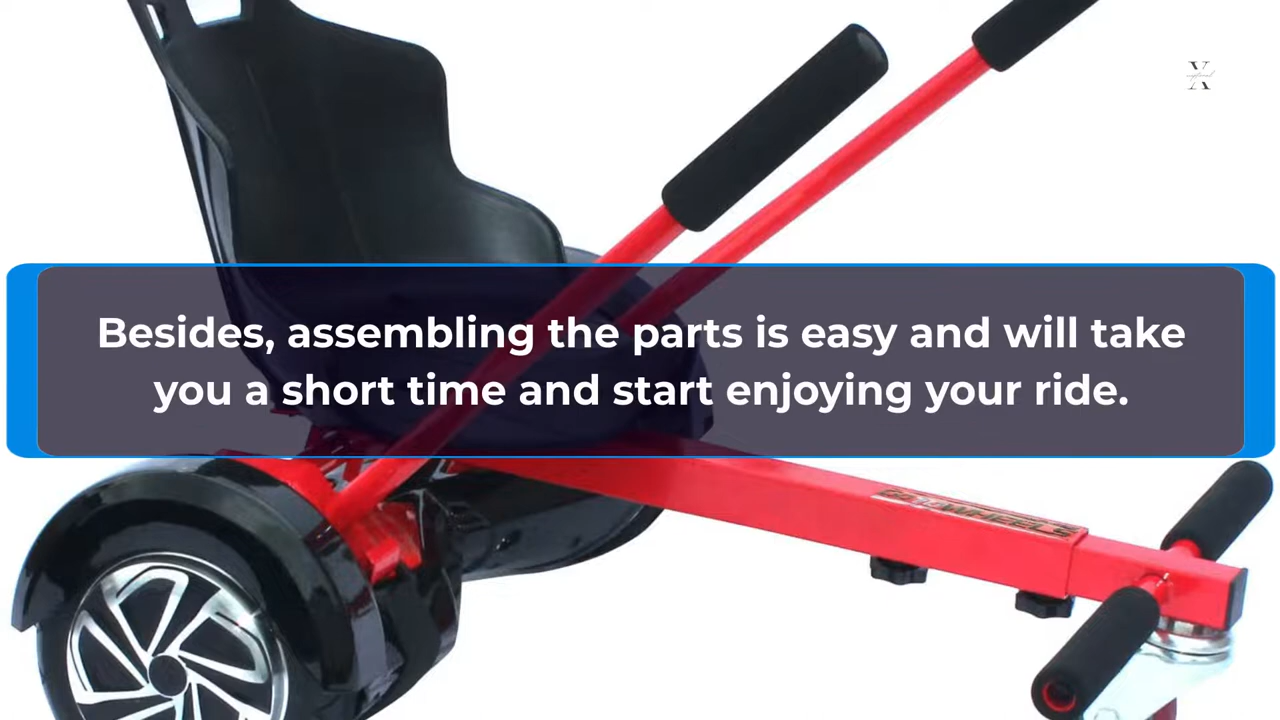 Besides, assembling the parts is easy and will take
you a short time and start enjoying your ride.